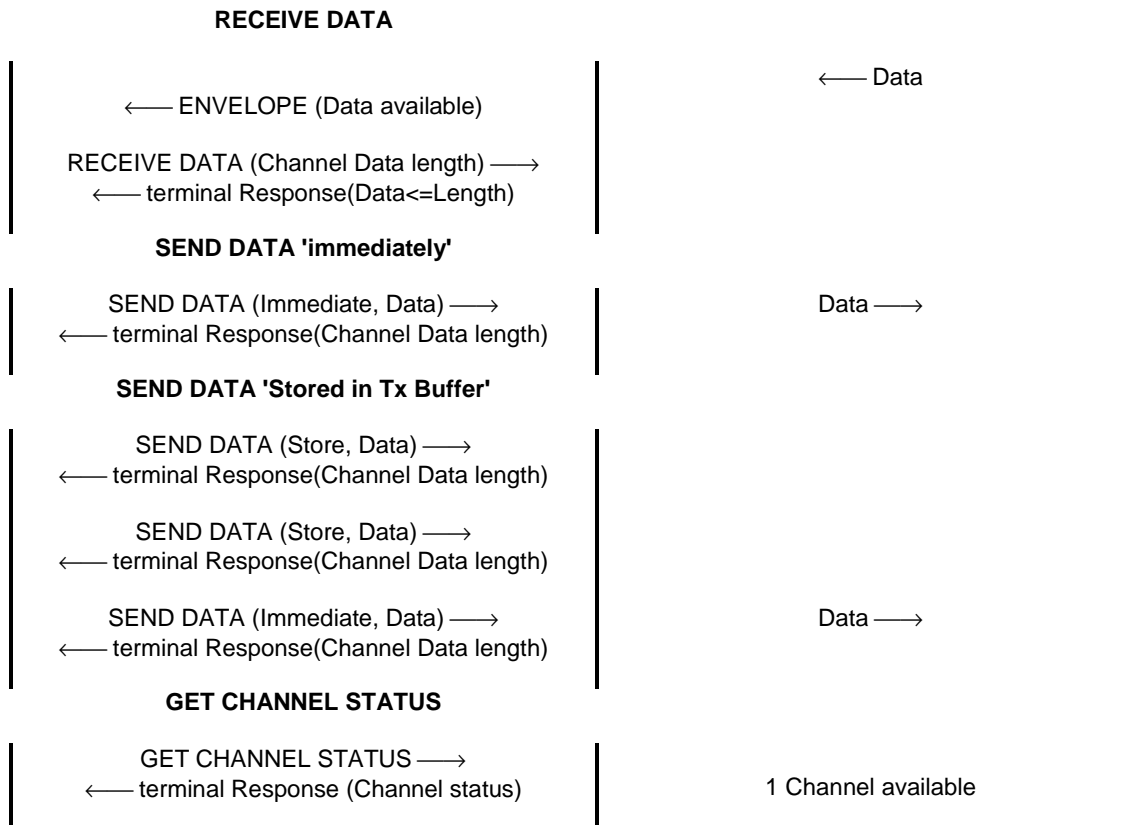 RECEIVE DATA
← Data
← ENVELOPE (Data available)
RECEIVE DATA (Channel Data length) →
← terminal Response(Data<=Length)
SEND DATA 'immediately'
SEND DATA (Immediate, Data) → Data →
← terminal Response(Channel Data length)
SEND DATA 'Stored in Tx Buffer'
SEND DATA (Store, Data) →
← terminal Response(Channel Data length)
SEND DATA (Store, Data) →
← terminal Response(Channel Data length)
SEND DATA (Immediate, Data) → Data →
← terminal Response(Channel Data length)
GET CHANNEL STATUS
GET CHANNEL STATUS →
← terminal Response (Channel status) 1 Channel available